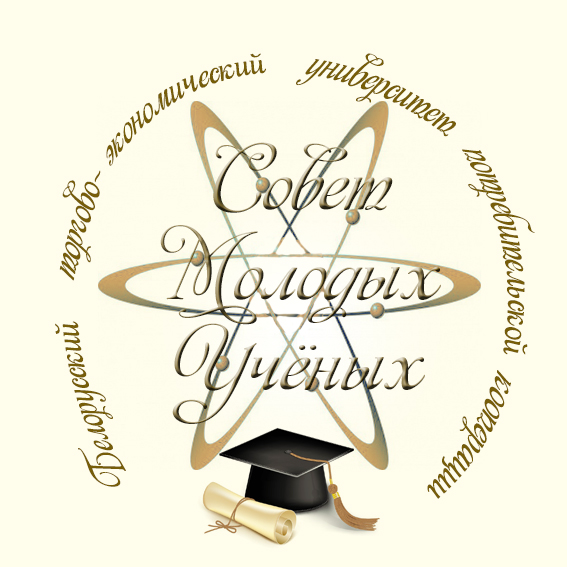 Белорусский торгово-экономический университет потребительской кооперации
Совет
Молодых
Учёных